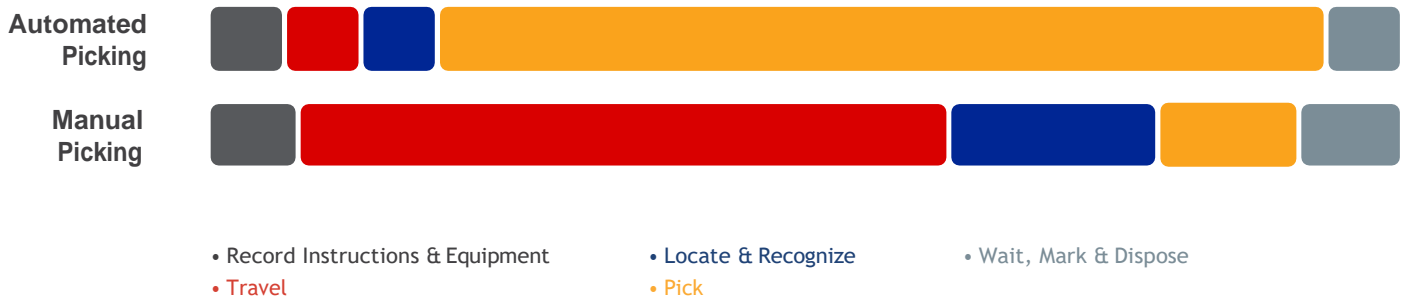 Automated
Picking
Manual
Picking
• Record Instructions & Equipment
• Locate & Recognize
• Wait, Mark & Dispose
• Travel
• Pick